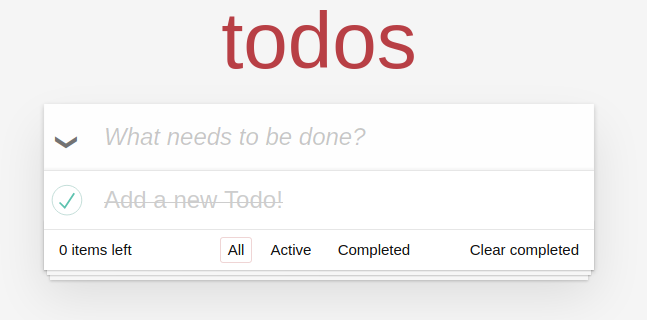 todos
What needs to be done?
Add a new Todo!
0 items left All Active Completed Clear completed